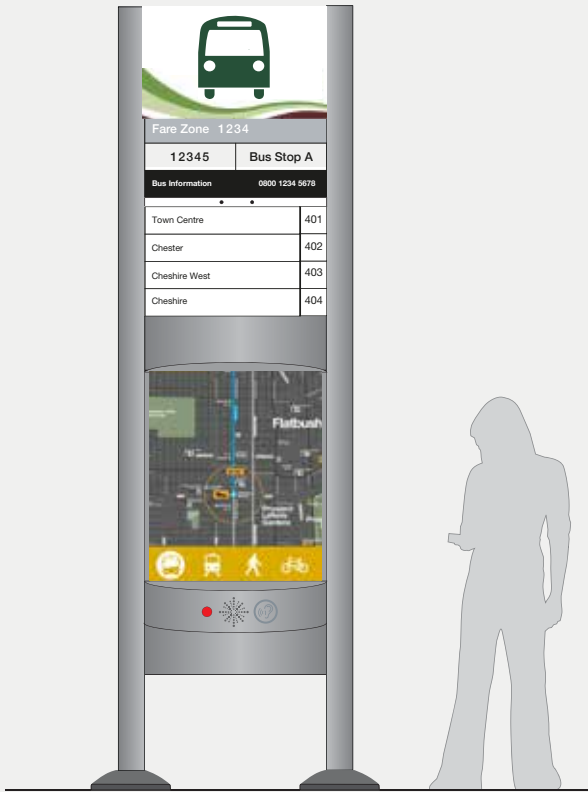 Fare Zone 1234
12345 Bus Stop A
Bus Information 0800 1234 5678
Town Centre 401
Chester 402
Cheshire West 403
Cheshire 404
Flatbush